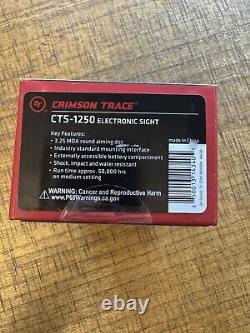 CRIMSON TRACE
CTS-1250 ELECTRONIC SIGHT
Key Features:
• 3.25 MOA round aiming dot
• Industry standard mounting interface
• Externally accessible battery compartment
• Shock, impact and water resistant
• Run time approx. 50,000 hrs
on medium setting
made in China
WARNING: Cancer and Reproductive Harm
www.P65Warnings.ca.gov